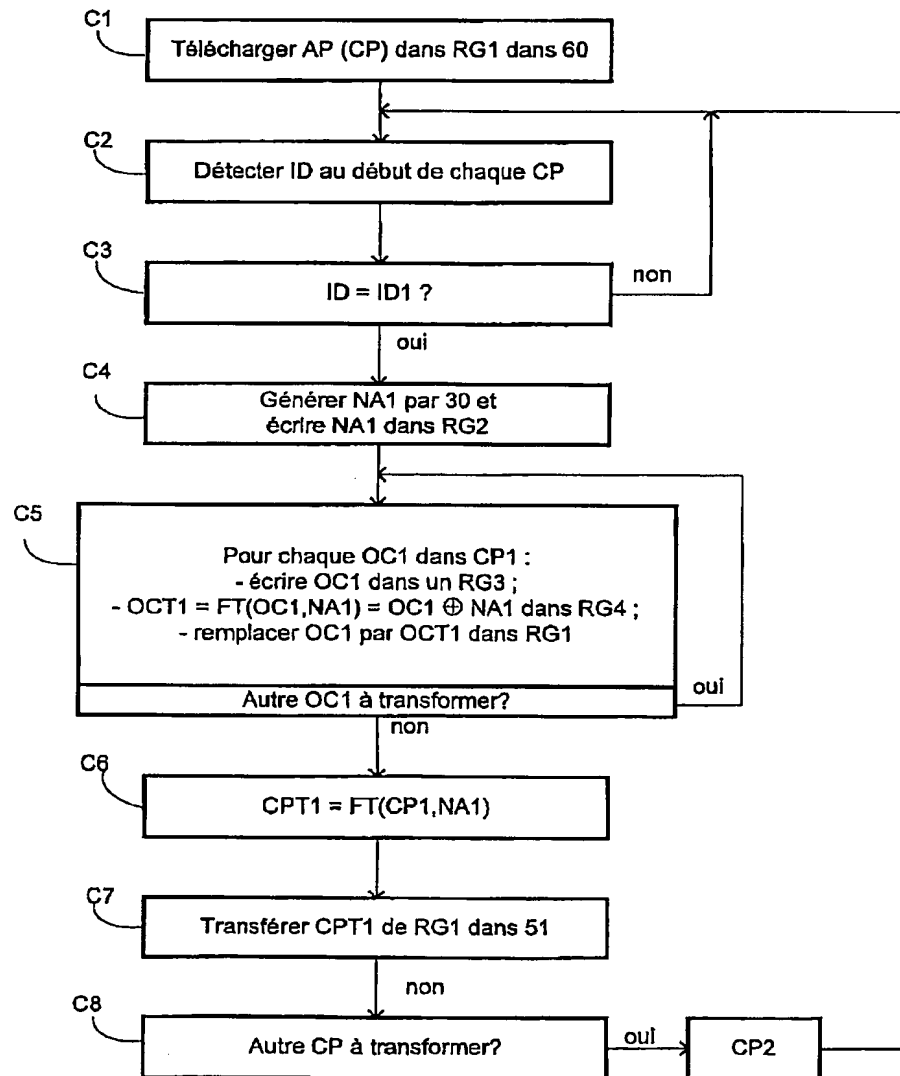 C1
Télécharger AP (CP) dans RG1 dans 60
C2
Détecter ID au début de chaque CP
C3
ID = ID1 ?
non
oui
C4
Générer NA1 par 30 et
écrire NA1 dans RG2
C5
Pour chaque OC1 dans CP1 :
- écrire OC1 dans un RG3 ;
- OCT1 = FT(OC1,NA1) = OC1 ⊕ NA1 dans RG4 ;
- remplacer OC1 par OCT1 dans RG1
Autre OC1 à transformer?
oui
non
C6
CPT1 = FT(CP1,NA1)
C7
Transférer CPT1 de RG1 dans 51
non
C8
Autre CP à transformer?
oui
CP2